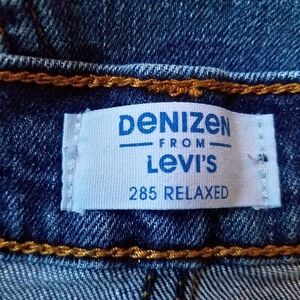 DENIZEN
FROM
LEVI'S
285 RELAXED